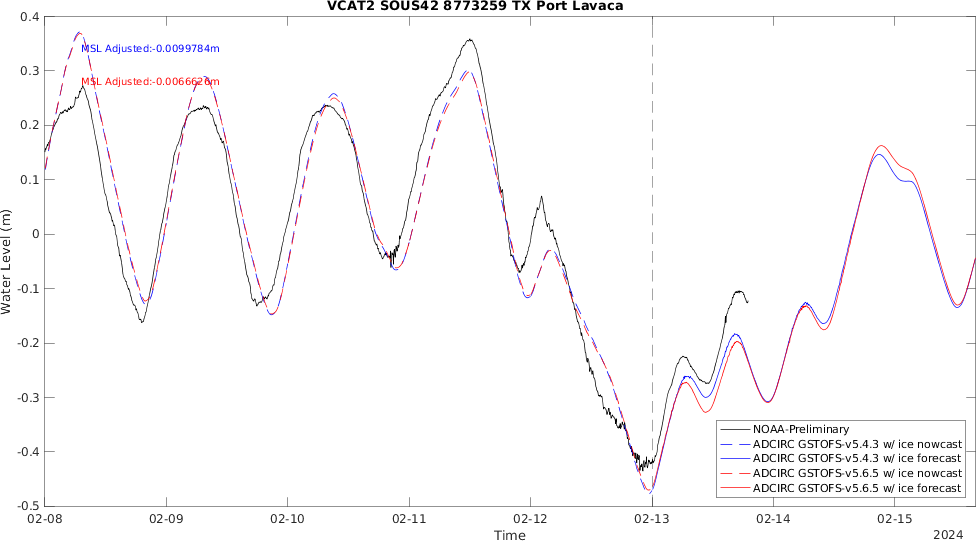 VCAT2 SOUS42 8773259 TX Port Lavaca
0.4
0.3
0.2
0.1
0
-0.1
-0.2
-0.3
-0.4
-0.5
Water Level (m)
MSL Adjusted:-0.0099784m
MSL Adjusted:-0.0066626m
NOAA-Preliminary
ADCIRC GSTOFS-v5.4.3 w/ ice nowcast
ADCIRC GSTOFS-v5.4.3 w/ ice forecast
ADCIRC GSTOFS-v5.6.5 w/ ice nowcast
ADCIRC GSTOFS-v5.6.5 w/ ice forecast
02-08 02-09 02-10 02-11 02-12 02-13 02-14 02-15
Time
2024